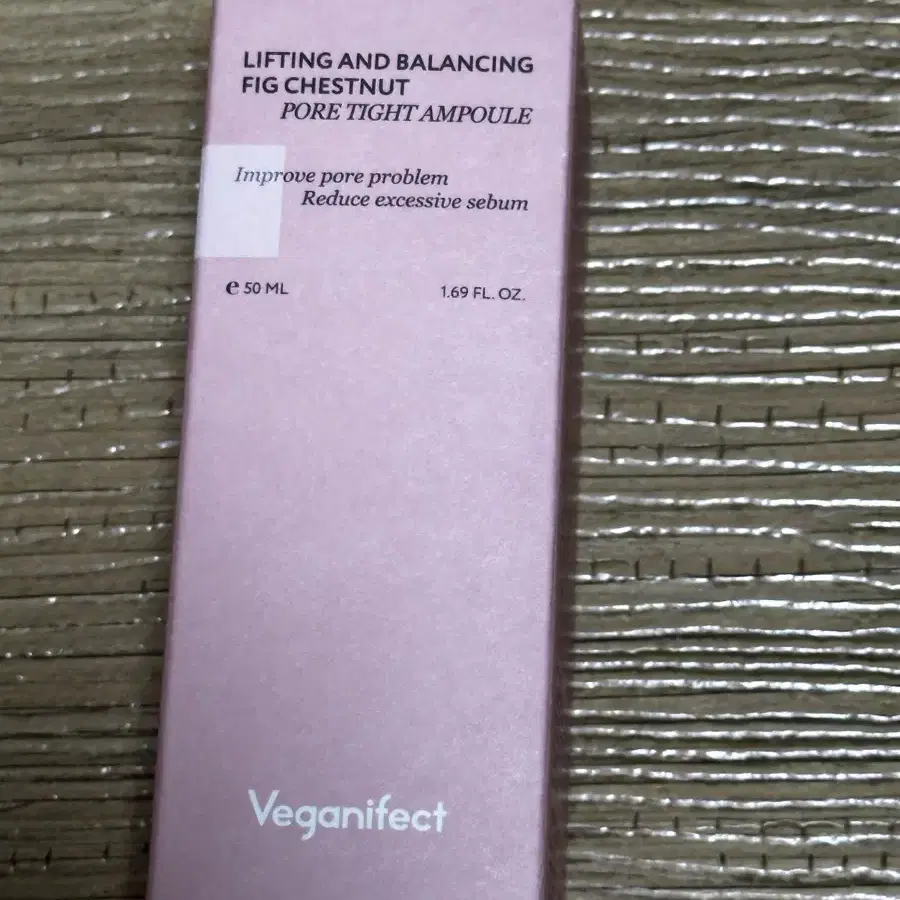 LIFTING AND BALANCING
FIG CHESTNUT
PORE TIGHT AMPOULE
Improve pore problem
Reduce excessive sebum
℮ 50 ML 1.69 FL. OZ.
Veganifect